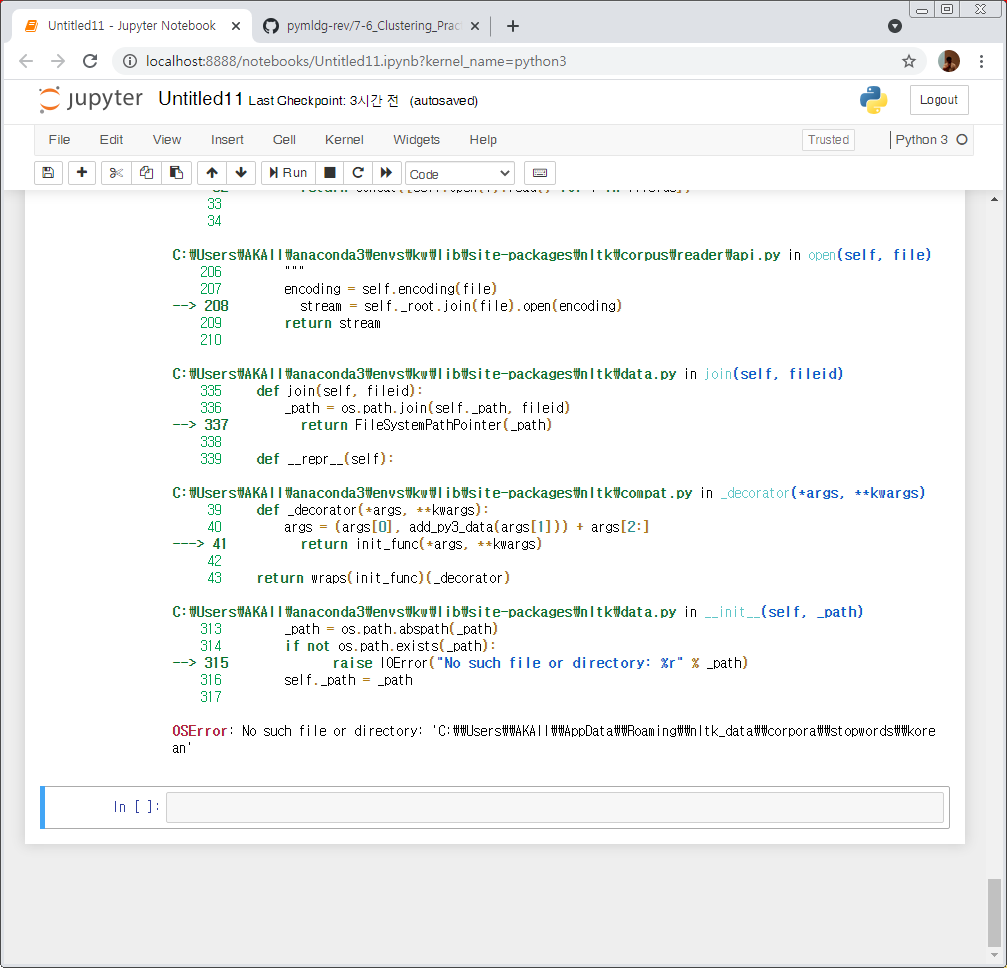 Untitled11 - Jupyter Notebook
pymldg-rev/7-6_Clustering_Prac
localhost:8888/notebooks/Untitled11.ipynb?kernel_name=python3
jupyter Untitled11 Last Checkpoint: 3시간 전 (autosaved)
Logout
File Edit View Insert Cell Kernel Widgets Help
Trusted
Python 3
Run
Code
33
34
C:₩Users₩AKAII₩anaconda3₩envs₩kw₩lib₩site-packages₩nltk₩corpus₩reader₩api.py in open(self, file)
206 """
207 encoding = self.encoding(file)
--> 208 stream = self._root.join(file).open(encoding)
209 return stream
210
C:₩Users₩AKAII₩anaconda3₩envs₩kw₩lib₩site-packages₩nltk₩data.py in join(self, fileid)
335 def join(self, fileid):
336 _path = os.path.join(self._path, fileid)
--> 337 return FileSystemPathPointer(_path)
338
339 def __repr__(self):
C:₩Users₩AKAII₩anaconda3₩envs₩kw₩lib₩site-packages₩nltk₩compat.py in _decorator(*args, **kwargs)
39 def _decorator(*args, **kwargs):
40 args = (args[0], add_py3_data(args[1])) + args[2:]
---> 41 return init_func(*args, **kwargs)
42
43 return wraps(init_func)(_decorator)
C:₩Users₩AKAII₩anaconda3₩envs₩kw₩lib₩site-packages₩nltk₩data.py in __init__(self, _path)
313 _path = os.path.abspath(_path)
314 if not os.path.exists(_path):
--> 315 raise IOError("No such file or directory: %r" % _path)
316 self._path = _path
317
OSError: No such file or directory: 'C:₩₩Users₩₩AKAII₩₩AppData₩₩Roaming₩₩nltk_data₩₩corpora₩₩stopwords₩₩kore
an'
In [ ]: